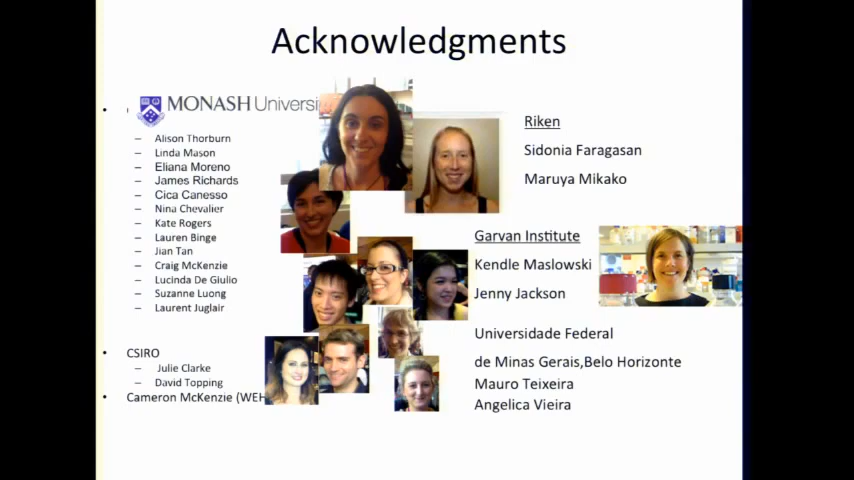 Acknowledgments
MONASH Universi
Alison Thorburn
Linda Mason
Eliana Moreno
James Richards
Cica Canesso
Nina Chevalier
Kate Rogers
Lauren Binge
Jian Tan
Craig McKenzie
Lucinda De Giulio
Suzanne Luong
Laurent Juglair
CSIRO
Julie Clarke
David Topping
Cameron McKenzie (WEH
Riken
Sidonia Faragasan
Maruya Mikako
Garvan Institute
Kendle Maslowski
Jenny Jackson
Universidade Federal
de Minas Gerais,Belo Horizonte
Mauro Teixeira
Angelica Vieira